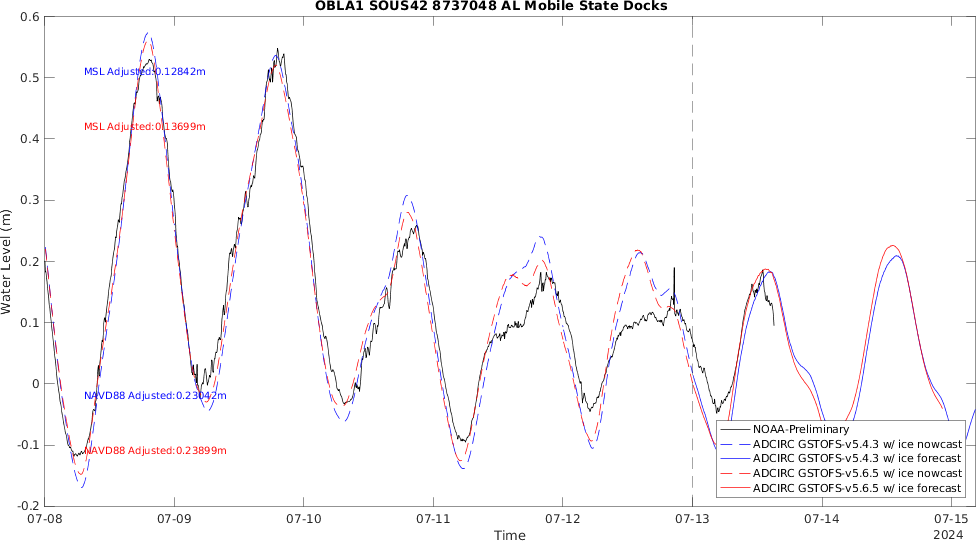 OBLA1 SOUS42 8737048 AL Mobile State Docks
0.6
0.5
0.4
0.3
0.2
0.1
0
-0.1
-0.2
Water Level (m)
MSL Adjusted:0.12842m
MSL Adjusted:0.13699m
NAVD88 Adjusted:0.23042m
NAVD88 Adjusted:0.23899m
NOAA-Preliminary
ADCIRC GSTOFS-v5.4.3 w/ ice nowcast
ADCIRC GSTOFS-v5.4.3 w/ ice forecast
ADCIRC GSTOFS-v5.6.5 w/ ice nowcast
ADCIRC GSTOFS-v5.6.5 w/ ice forecast
07-08 07-09 07-10 07-11 07-12 07-13 07-14 07-15
Time
2024